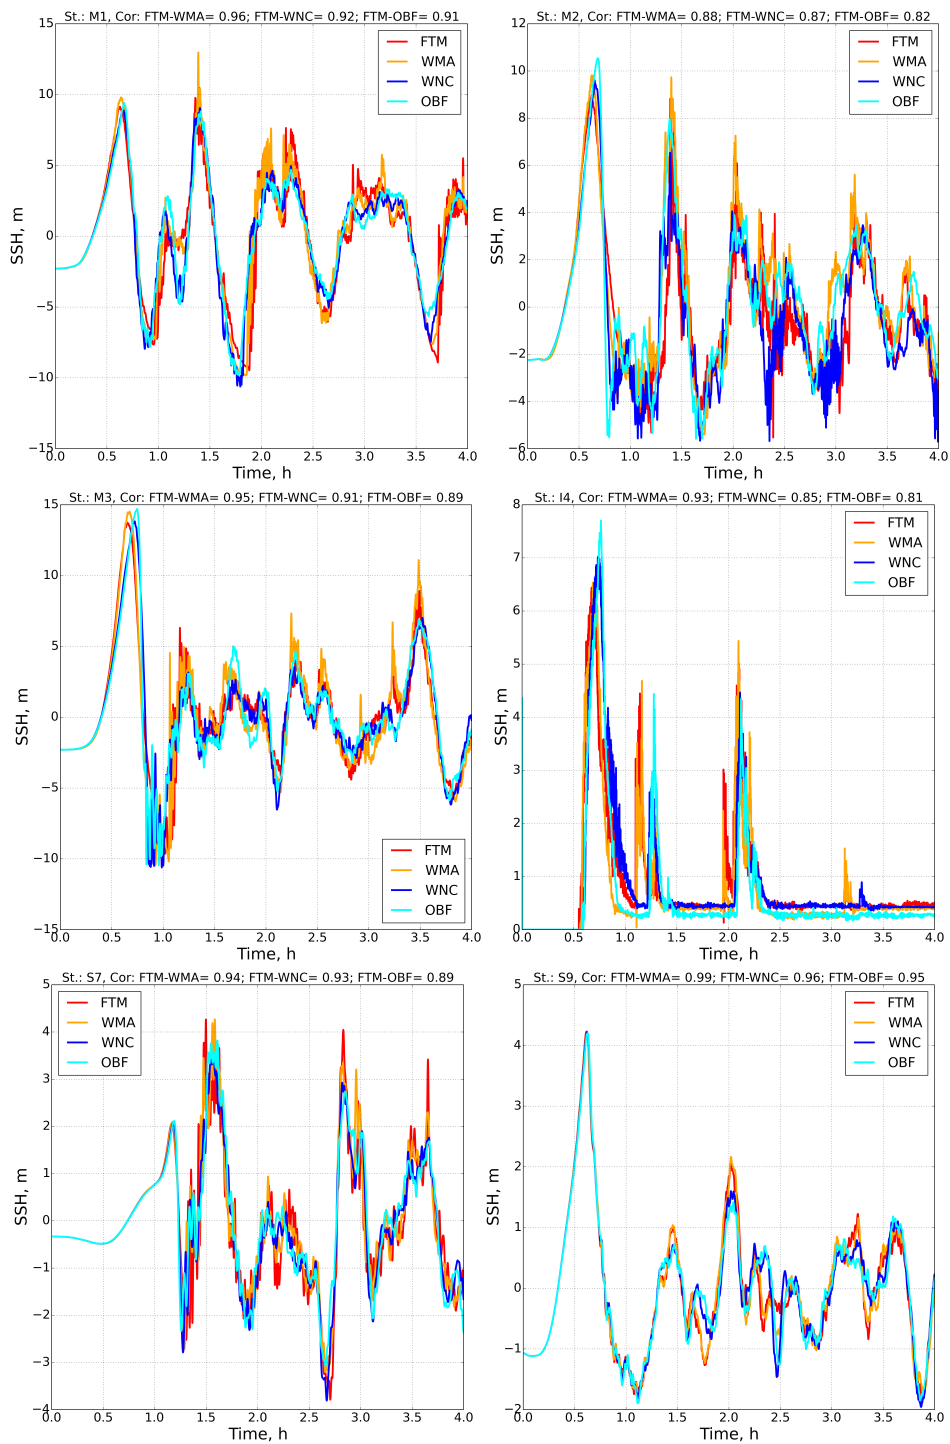 St.: M1, Cor: FTM-WMA= 0.96; FTM-WNC= 0.92; FTM-OBF= 0.91
15
10
5
0
−5
−10
−15
SSH, m
FTM
WMA
WNC
OBF
0.0 0.5 1.0 1.5 2.0 2.5 3.0 3.5 4.0
Time, h
St.: M2, Cor: FTM-WMA= 0.88; FTM-WNC= 0.87; FTM-OBF= 0.82
12
10
8
6
4
2
0
−2
−4
−6
SSH, m
FTM
WMA
WNC
OBF
0.0 0.5 1.0 1.5 2.0 2.5 3.0 3.5 4.0
Time, h
St.: M3, Cor: FTM-WMA= 0.95; FTM-WNC= 0.91; FTM-OBF= 0.89
15
10
5
0
−5
−10
−15
SSH, m
FTM
WMA
WNC
OBF
0.0 0.5 1.0 1.5 2.0 2.5 3.0 3.5 4.0
Time, h
St.: I4, Cor: FTM-WMA= 0.93; FTM-WNC= 0.85; FTM-OBF= 0.81
8
7
6
5
4
3
2
1
0
SSH, m
FTM
WMA
WNC
OBF
0.0 0.5 1.0 1.5 2.0 2.5 3.0 3.5 4.0
Time, h
St.: S7, Cor: FTM-WMA= 0.94; FTM-WNC= 0.93; FTM-OBF= 0.89
5
4
3
2
1
0
−1
−2
−3
−4
SSH, m
FTM
WMA
WNC
OBF
0.0 0.5 1.0 1.5 2.0 2.5 3.0 3.5 4.0
Time, h
St.: S9, Cor: FTM-WMA= 0.99; FTM-WNC= 0.96; FTM-OBF= 0.95
5
4
3
2
1
0
−1
−2
SSH, m
FTM
WMA
WNC
OBF
0.0 0.5 1.0 1.5 2.0 2.5 3.0 3.5 4.0
Time, h